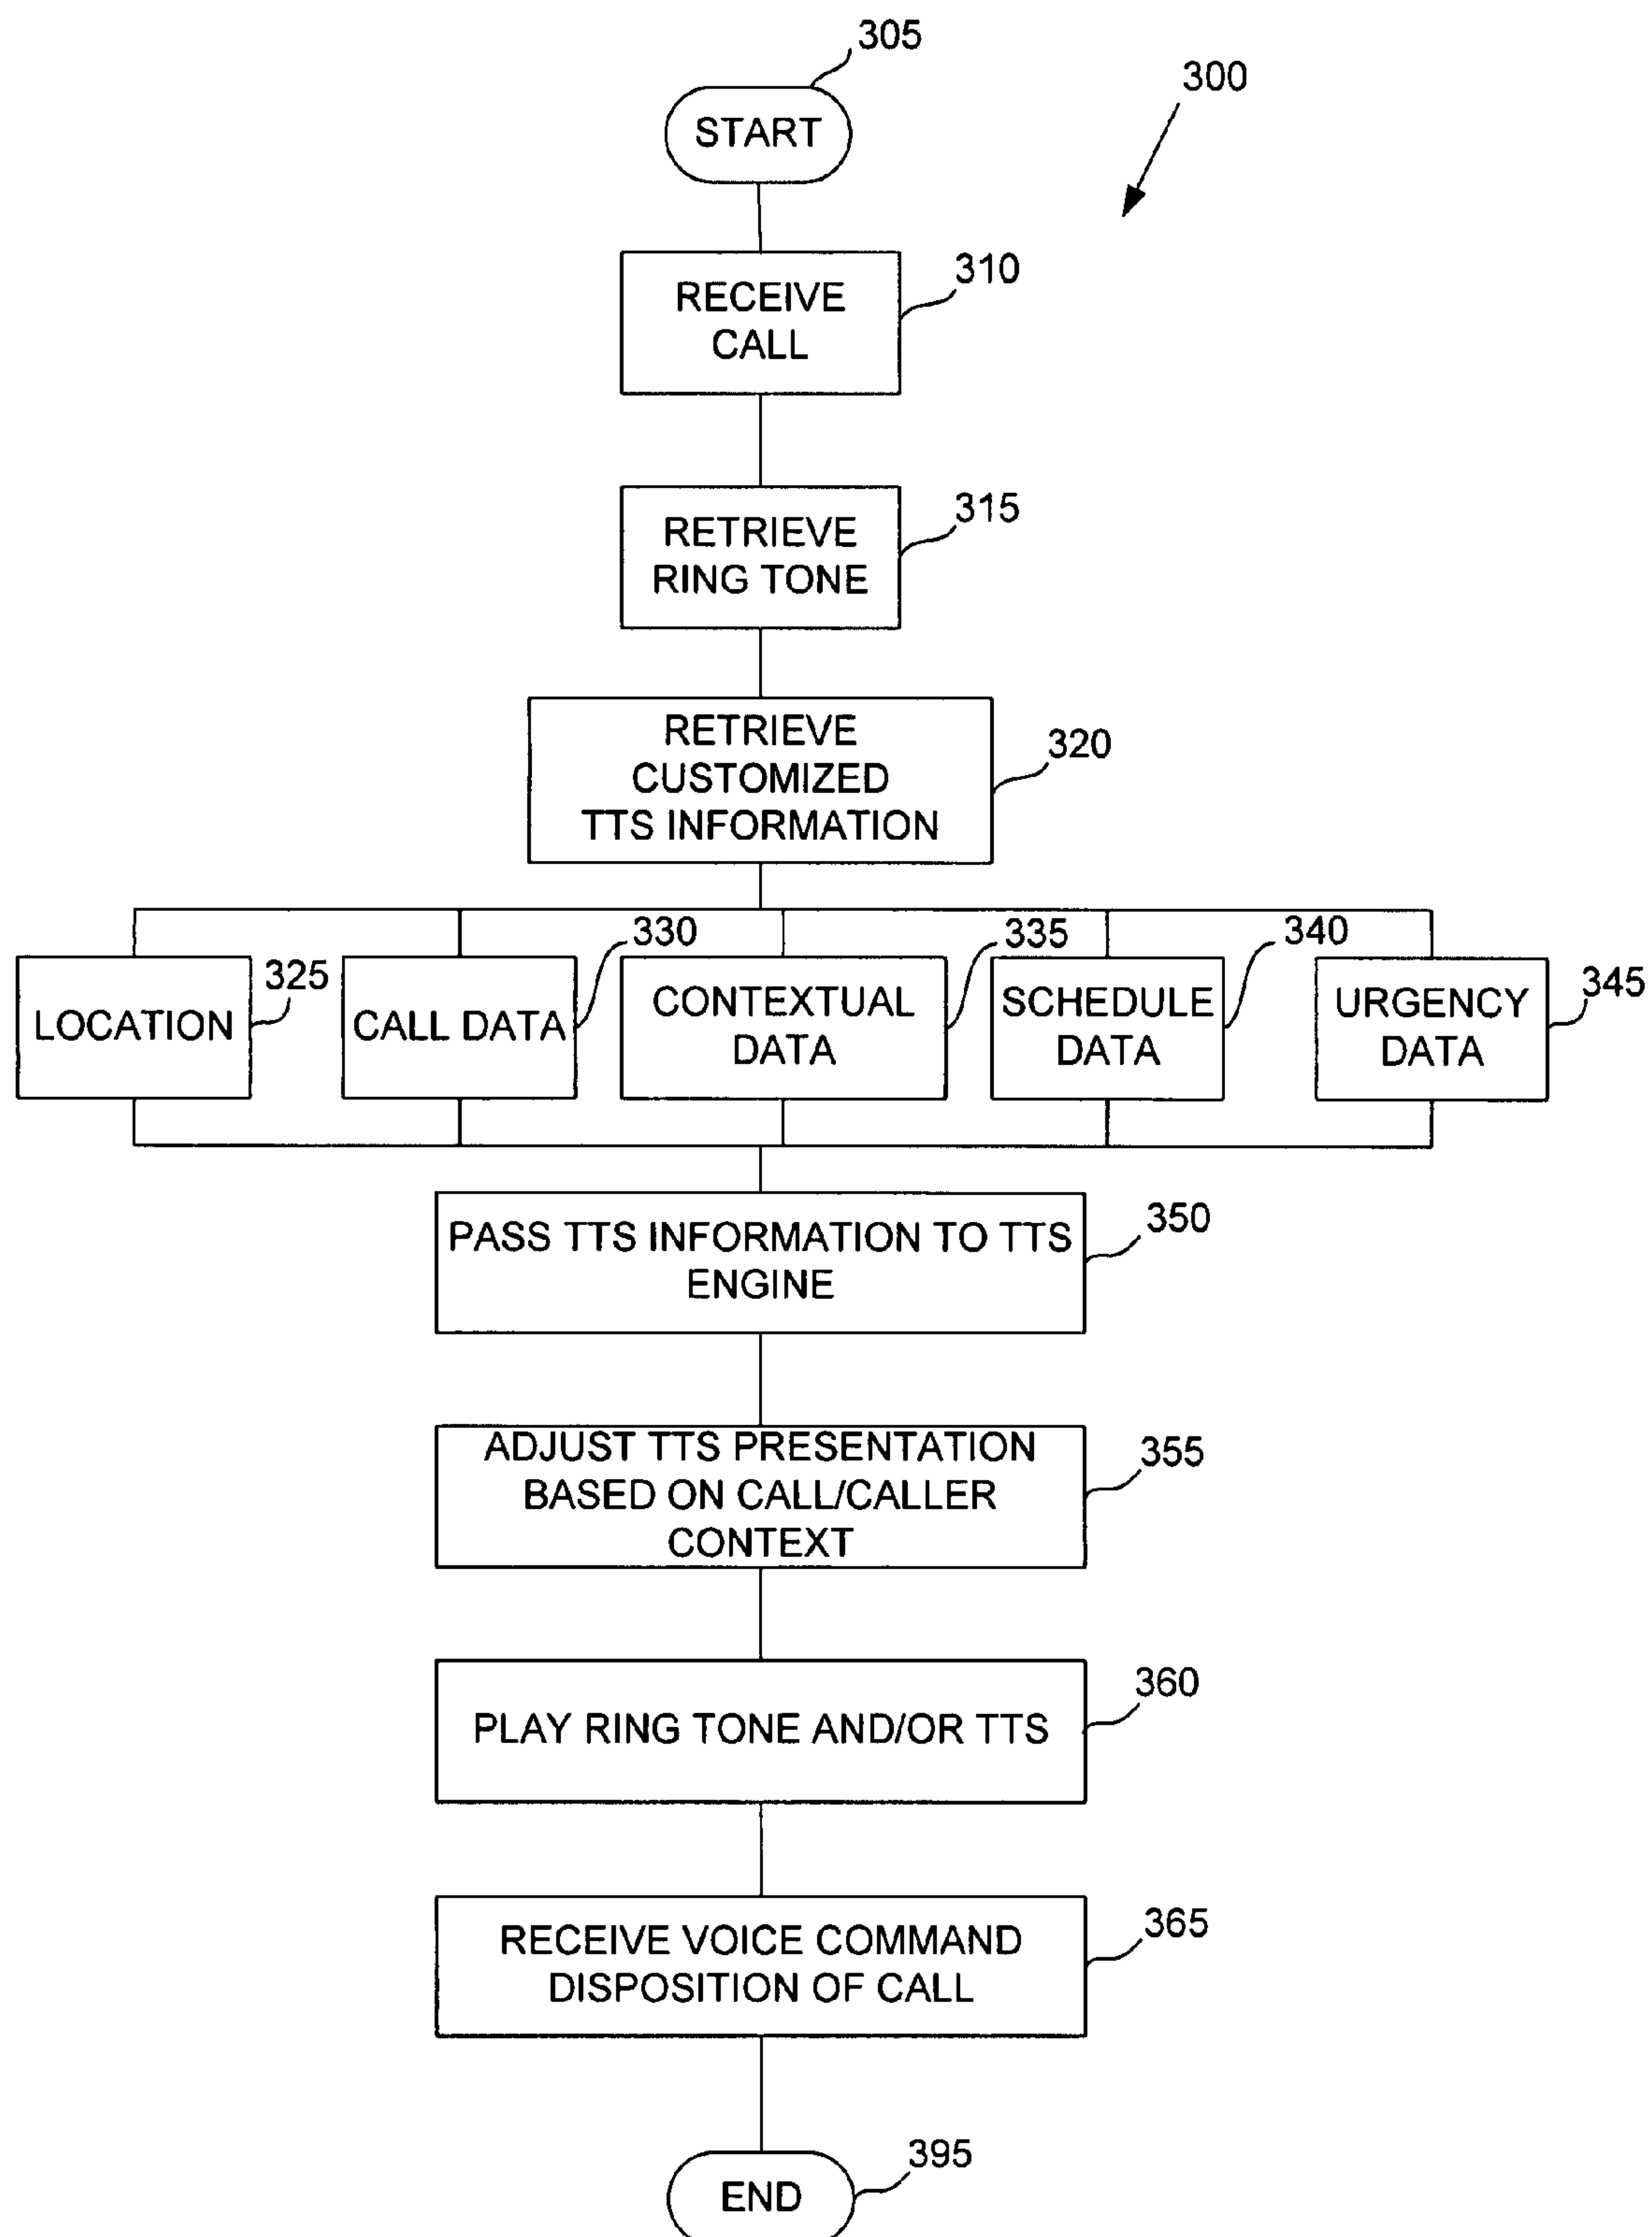 305
300
START
310
RECEIVE
CALL
315
RETRIEVE
RING TONE
320
RETRIEVE
CUSTOMIZED
TTS INFORMATION
330
335
340
325
345
LOCATION
CALL DATA
CONTEXTUAL
DATA
SCHEDULE
DATA
URGENCY
DATA
350
PASS TTS INFORMATION TO TTS
ENGINE
355
ADJUST TTS PRESENTATION
BASED ON CALL/CALLER
CONTEXT
360
PLAY RING TONE AND/OR TTS
365
RECEIVE VOICE COMMAND
DISPOSITION OF CALL
395
END